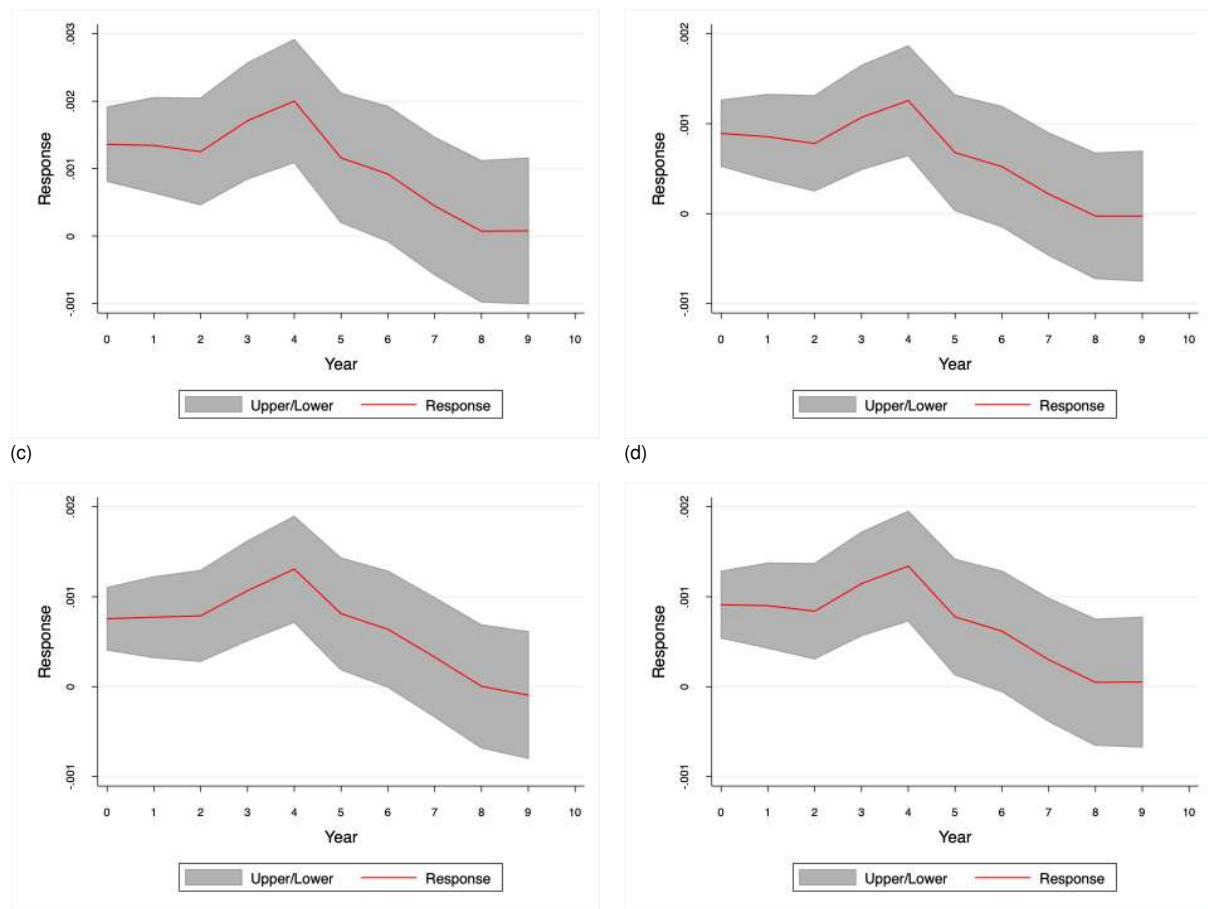 .003
.002
.001
0
-.001
Response
0 1 2 3 4 5 6 7 8 9 10
Year
Upper/Lower Response
.002
.001
0
-.001
Response
0 1 2 3 4 5 6 7 8 9 10
Year
Upper/Lower Response
(c)
(d)
.002
.001
0
-.001
Response
0 1 2 3 4 5 6 7 8 9 10
Year
Upper/Lower Response
.002
.001
0
-.001
Response
0 1 2 3 4 5 6 7 8 9 10
Year
Upper/Lower Response